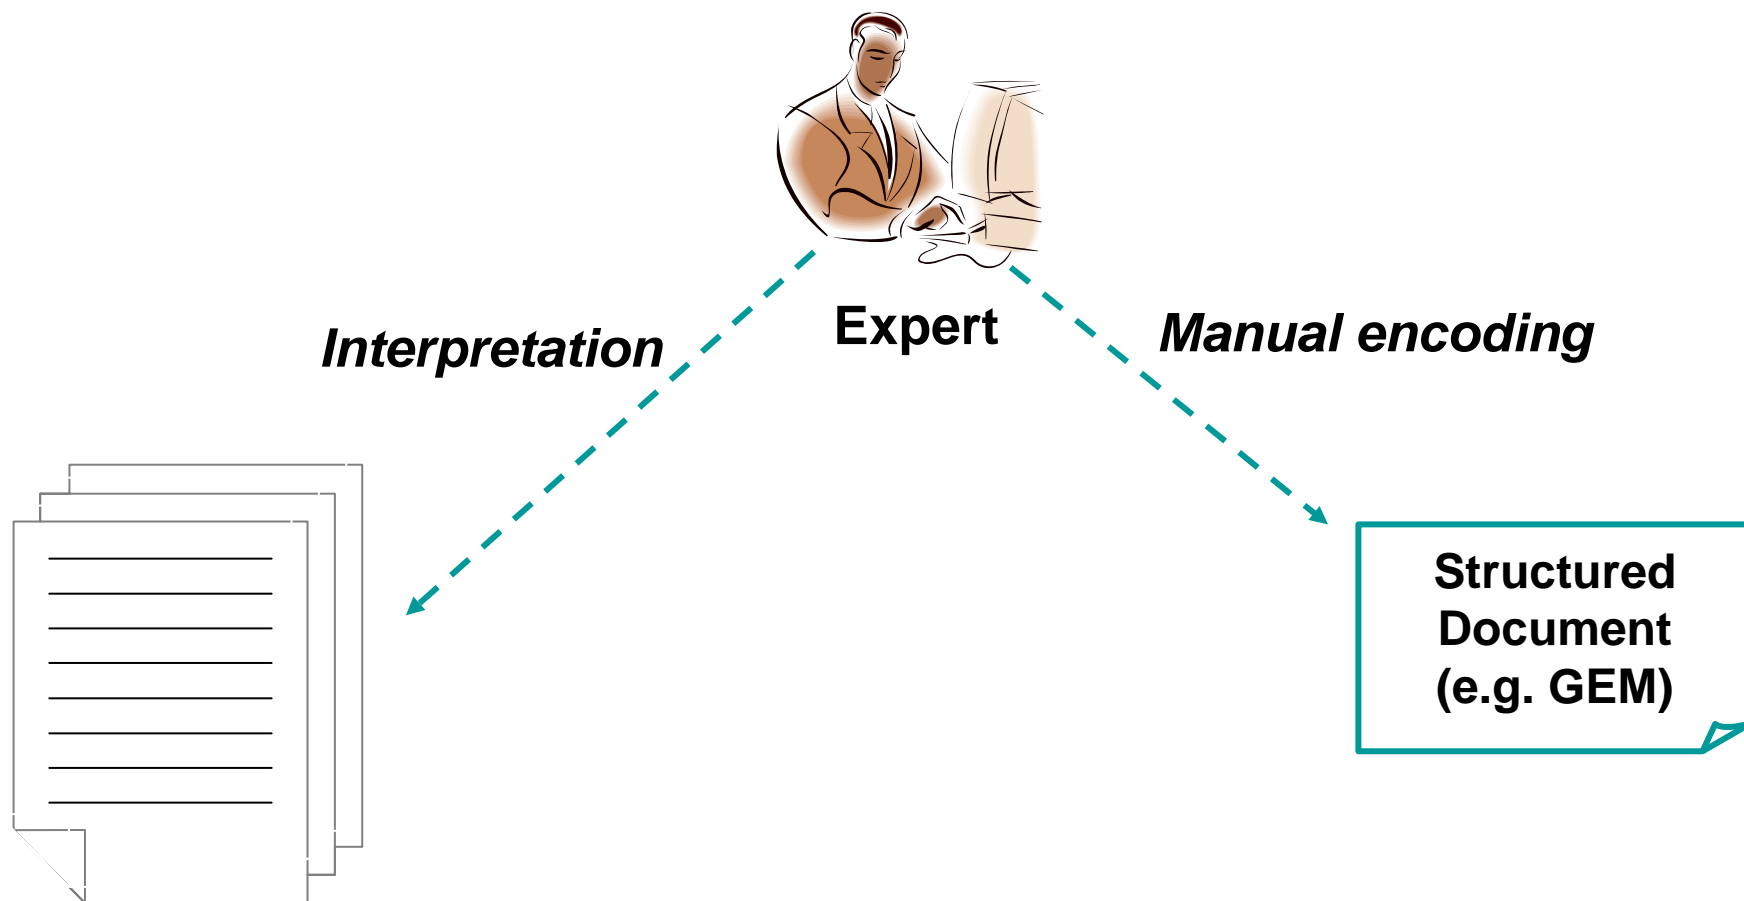 Expert
Interpretation
Manual encoding
Structured
Document
(e.g. GEM)